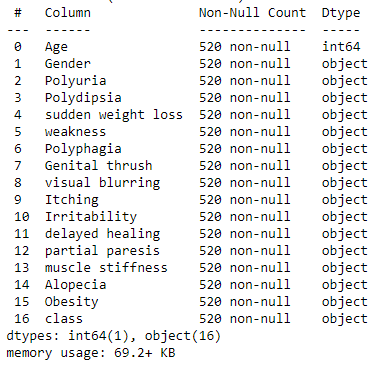 #   Column              Non-Null Count  Dtype
---  ------              --------------  -----
0   Age                 520 non-null    int64
1   Gender              520 non-null    object
2   Polyuria            520 non-null    object
3   Polydipsia          520 non-null    object
4   sudden weight loss  520 non-null    object
5   weakness            520 non-null    object
6   Polyphagia          520 non-null    object
7   Genital thrush      520 non-null    object
8   visual blurring     520 non-null    object
9   Itching             520 non-null    object
10  Irritability        520 non-null    object
11  delayed healing     520 non-null    object
12  partial paresis     520 non-null    object
13  muscle stiffness    520 non-null    object
14  Alopecia            520 non-null    object
15  Obesity             520 non-null    object
16  class               520 non-null    object
dtypes: int64(1), object(16)
memory usage: 69.2+ KB